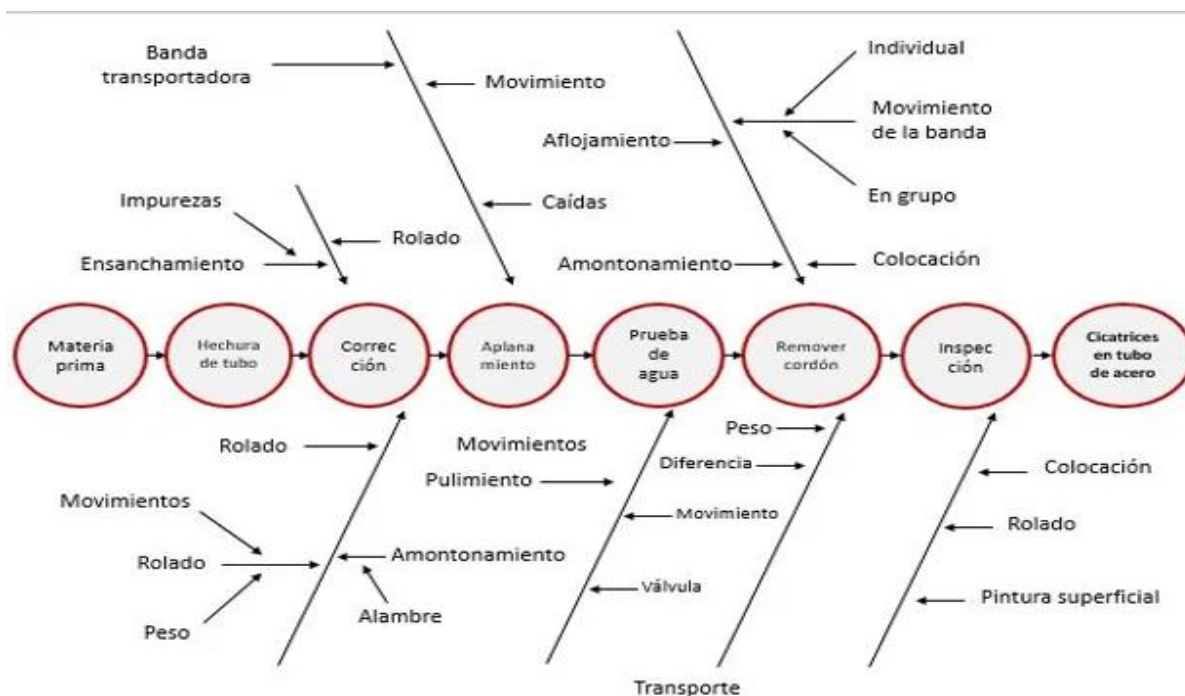 Banda
transportadora
Movimiento
Caídas
Individual
Movimiento
de la banda
Aflojamiento
En grupo
Impurezas
Ensanchamiento
Rolado
Amontonamiento
Colocación
Materia
prima
Hechura
de tubo
Correc
ción
Aplana
miento
Prueba
de
agua
Remover
cordón
Inspec
ción
Cicatrices
en tubo
de acero
Rolado
Movimientos
Rolado
Peso
Amontonamiento
Alambre
Movimientos
Pulimiento
Movimiento
Válvula
Peso
Diferencia
Transporte
Colocación
Rolado
Pintura superficial